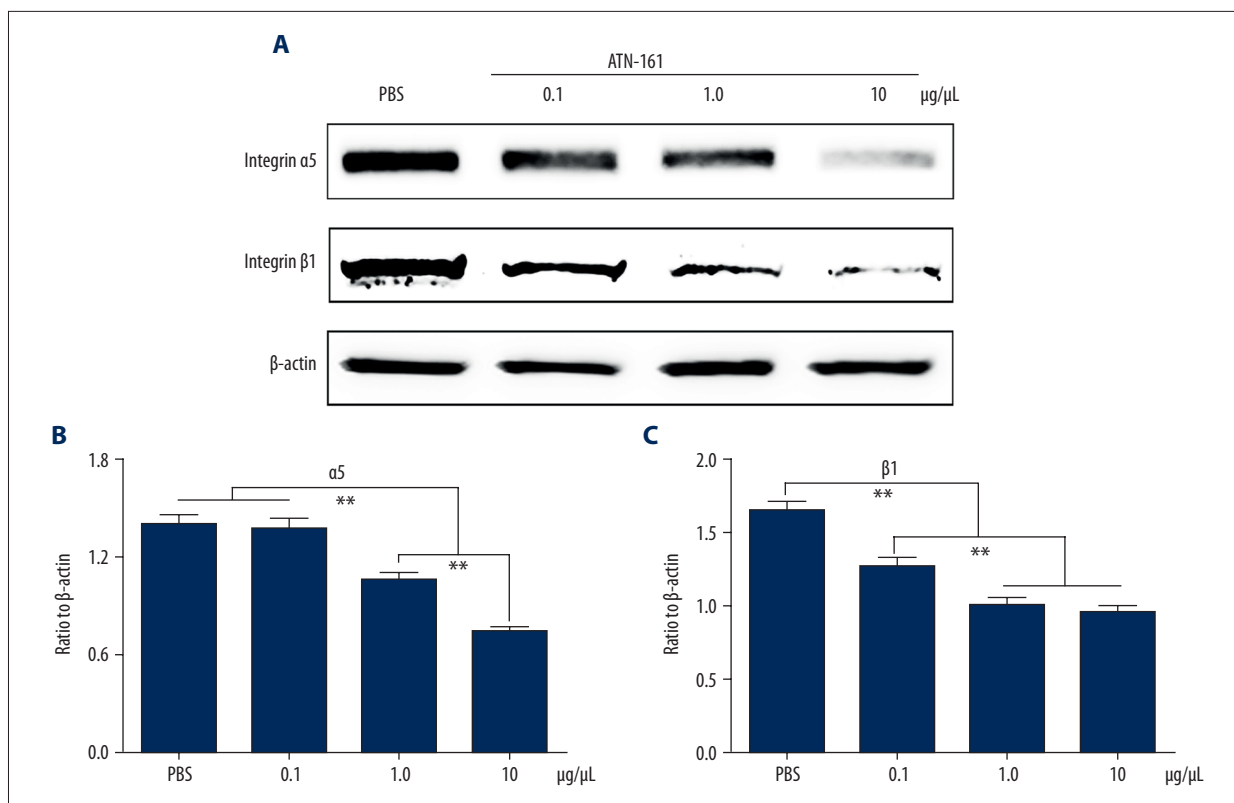 A
ATN-161
PBS 0.1 1.0 10 µg/µL
Integrin α5
Integrin β1
β-actin
B
α5
**
**
Ratio to β-actin
1.8
1.2
0.6
0.0
PBS 0.1 1.0 10 µg/µL
C
β1
**
**
Ratio to β-actin
2.0
1.5
1.0
0.5
0.0
PBS 0.1 1.0 10 µg/µL